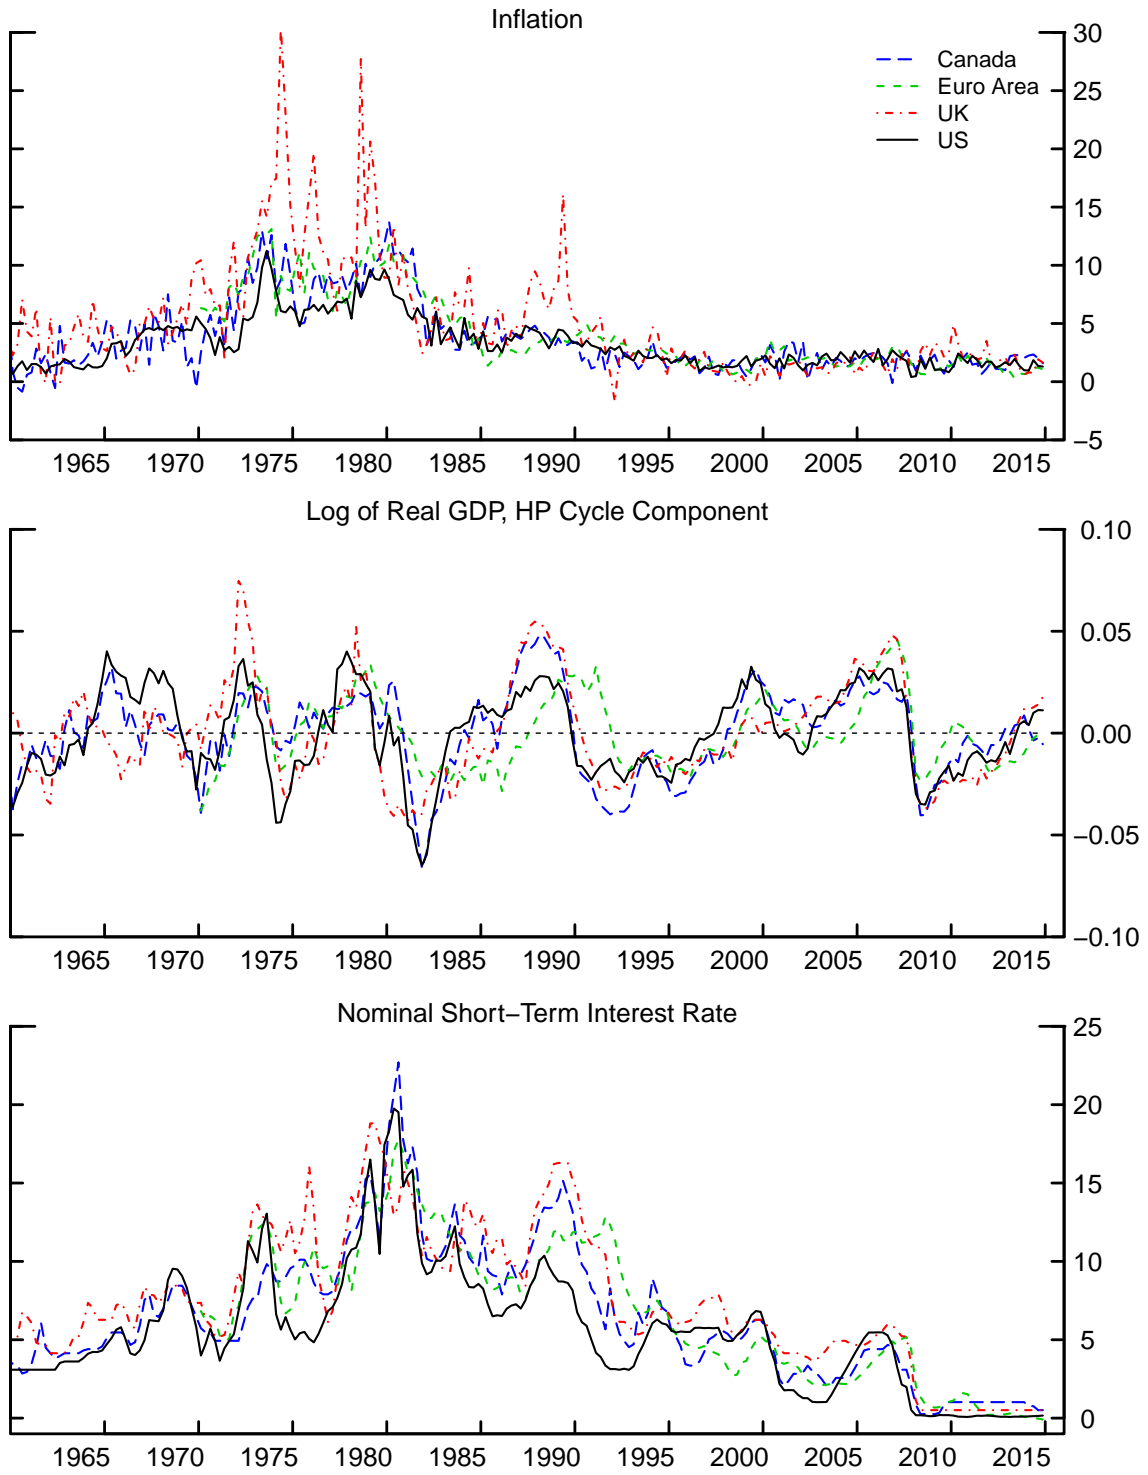 Inflation
Canada
Euro Area
UK
US
30
25
20
15
10
5
0
−5
1965 1970 1975 1980 1985 1990 1995 2000 2005 2010 2015
Log of Real GDP, HP Cycle Component
0.10
0.05
0.00
−0.05
−0.10
1965 1970 1975 1980 1985 1990 1995 2000 2005 2010 2015
Nominal Short−Term Interest Rate
25
20
15
10
5
0
1965 1970 1975 1980 1985 1990 1995 2000 2005 2010 2015